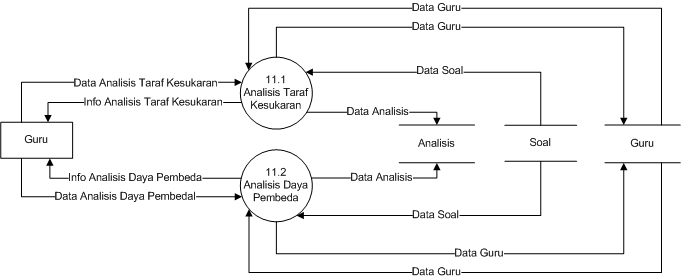 Data Guru
Data Guru
11.1
Analisis Taraf
Kesukaran
Data Soal
Data Analisis Taraf Kesukaran
Info Analisis Taraf Kesukaran
Data Analisis
Guru
Analisis
Soal
Guru
11.2
Analisis Daya
Pembeda
Info Analisis Daya Pembeda
Data Analisis
Data Analisis Daya Pembedal
Data Soal
Data Guru
Data Guru